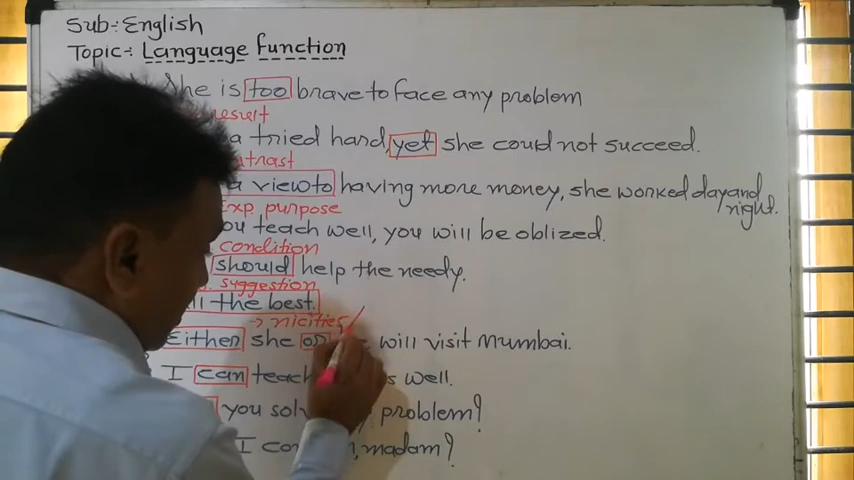 Sub:- English
Topic:- Language function
She is too brave to face any problem
result
a tried hard, yet she could not succeed.
ntrast
a view to having more money, she worked day and
night.
Exp purpose
you teach well, you will be oblized.
condition
should help the needy.
suggestion
All the best.
→ nicities
Either she or will visit Mumbai.
I can teach well.
you solv problem?
I co , madam?